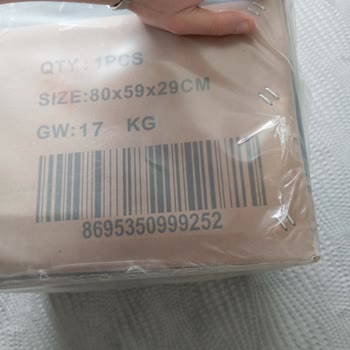 QTY: 1PCS
SIZE:80x59x29CM
GW:17 KG
8695350999252